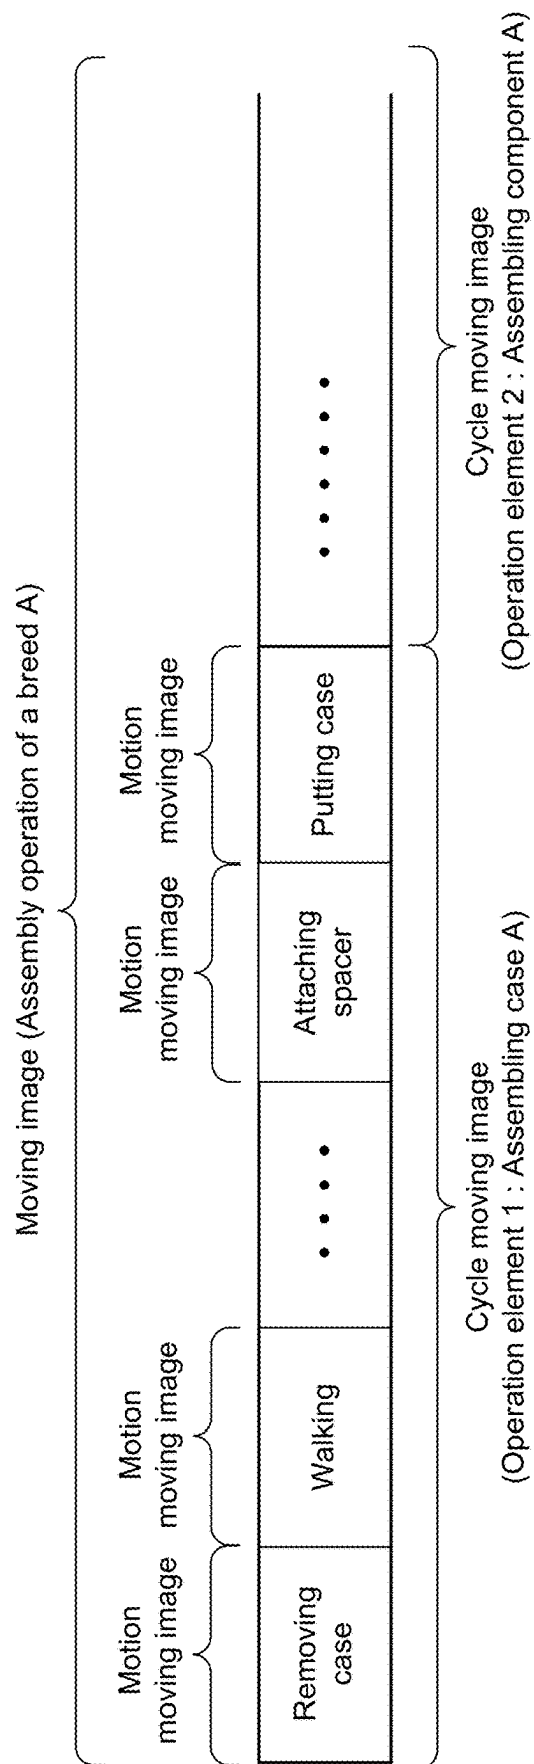 Moving image (Assembly operation of a breed A)
Motion
moving image
Motion
moving image
Motion
moving image
Motion
moving image
Removing
case
Walking
• • • •
Attaching
spacer
Putting case
• • • • • •
Cycle moving image
(Operation element 1 : Assembling case A)
Cycle moving image
(Operation element 2 : Assembling component A)